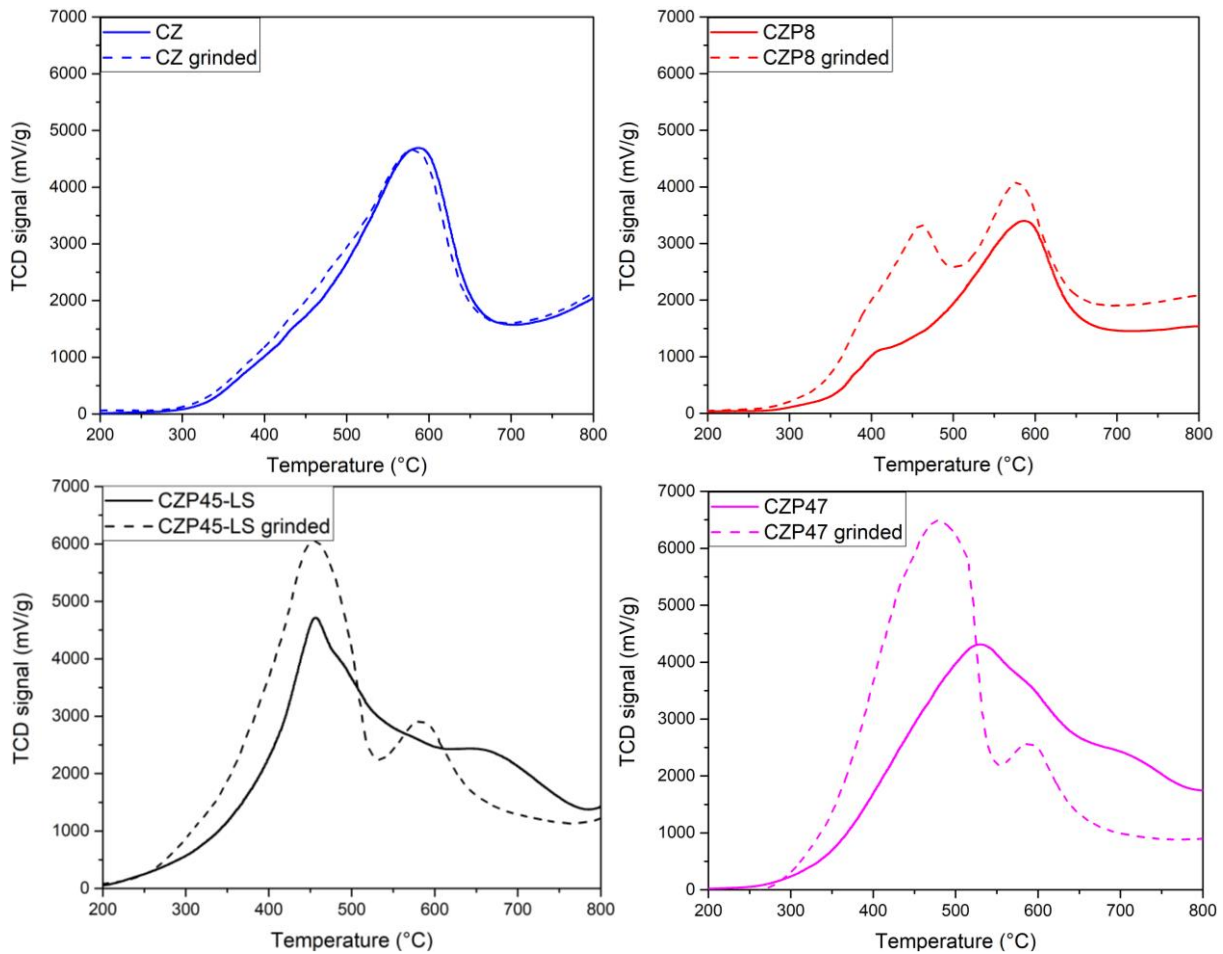 7000
6000
5000
4000
3000
2000
1000
0
TCD signal (mV/g)
CZ
CZ grinded
200 300 400 500 600 700 800
Temperature (°C)
7000
6000
5000
4000
3000
2000
1000
0
TCD signal (mV/g)
CZP8
CZP8 grinded
200 300 400 500 600 700 800
Temperature (°C)
7000
6000
5000
4000
3000
2000
1000
0
TCD signal (mV/g)
CZP45-LS
CZP45-LS grinded
200 300 400 500 600 700 800
Temperature (°C)
7000
6000
5000
4000
3000
2000
1000
0
TCD signal (mV/g)
CZP47
CZP47 grinded
200 300 400 500 600 700 800
Temperature (°C)